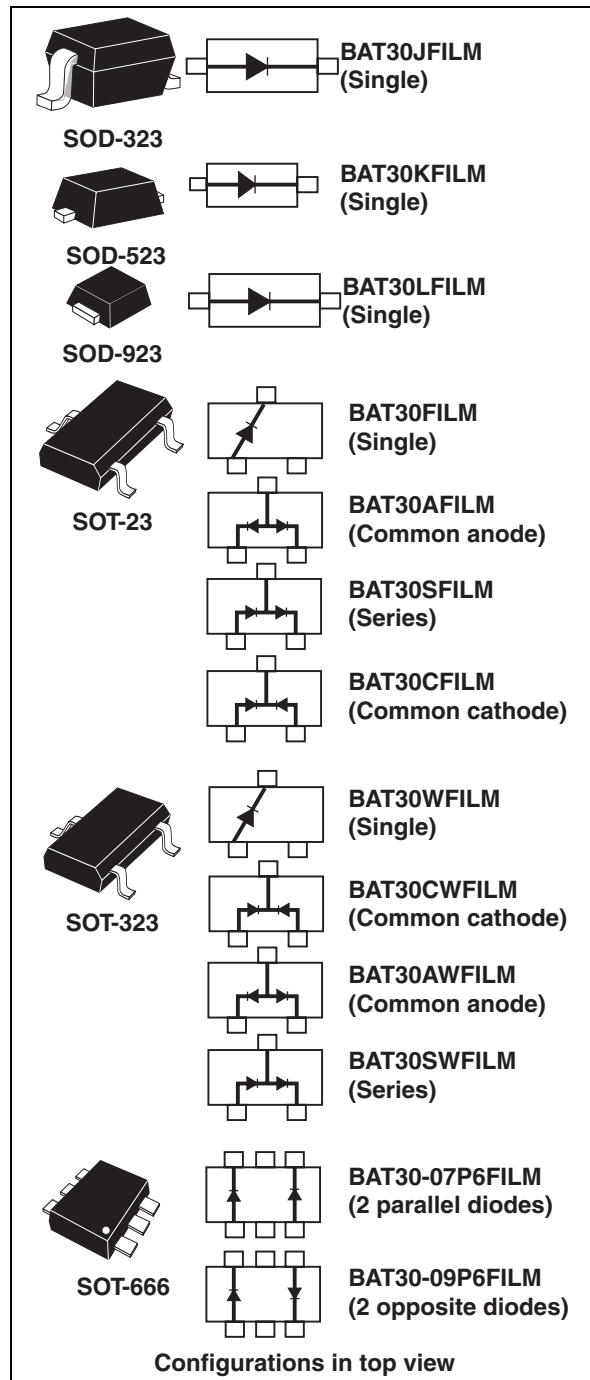 BAT30JFILM
(Single)
SOD-323
BAT30KFILM
(Single)
SOD-523
BAT30LFILM
(Single)
SOD-923
BAT30FILM
(Single)
SOT-23
BAT30AFILM
(Common anode)
BAT30SFILM
(Series)
BAT30CFILM
(Common cathode)
BAT30WFILM
(Single)
SOT-323
BAT30CWFILM
(Common cathode)
BAT30AWFILM
(Common anode)
BAT30SWFILM
(Series)
BAT30-07P6FILM
(2 parallel diodes)
SOT-666
BAT30-09P6FILM
(2 opposite diodes)
Configurations in top view